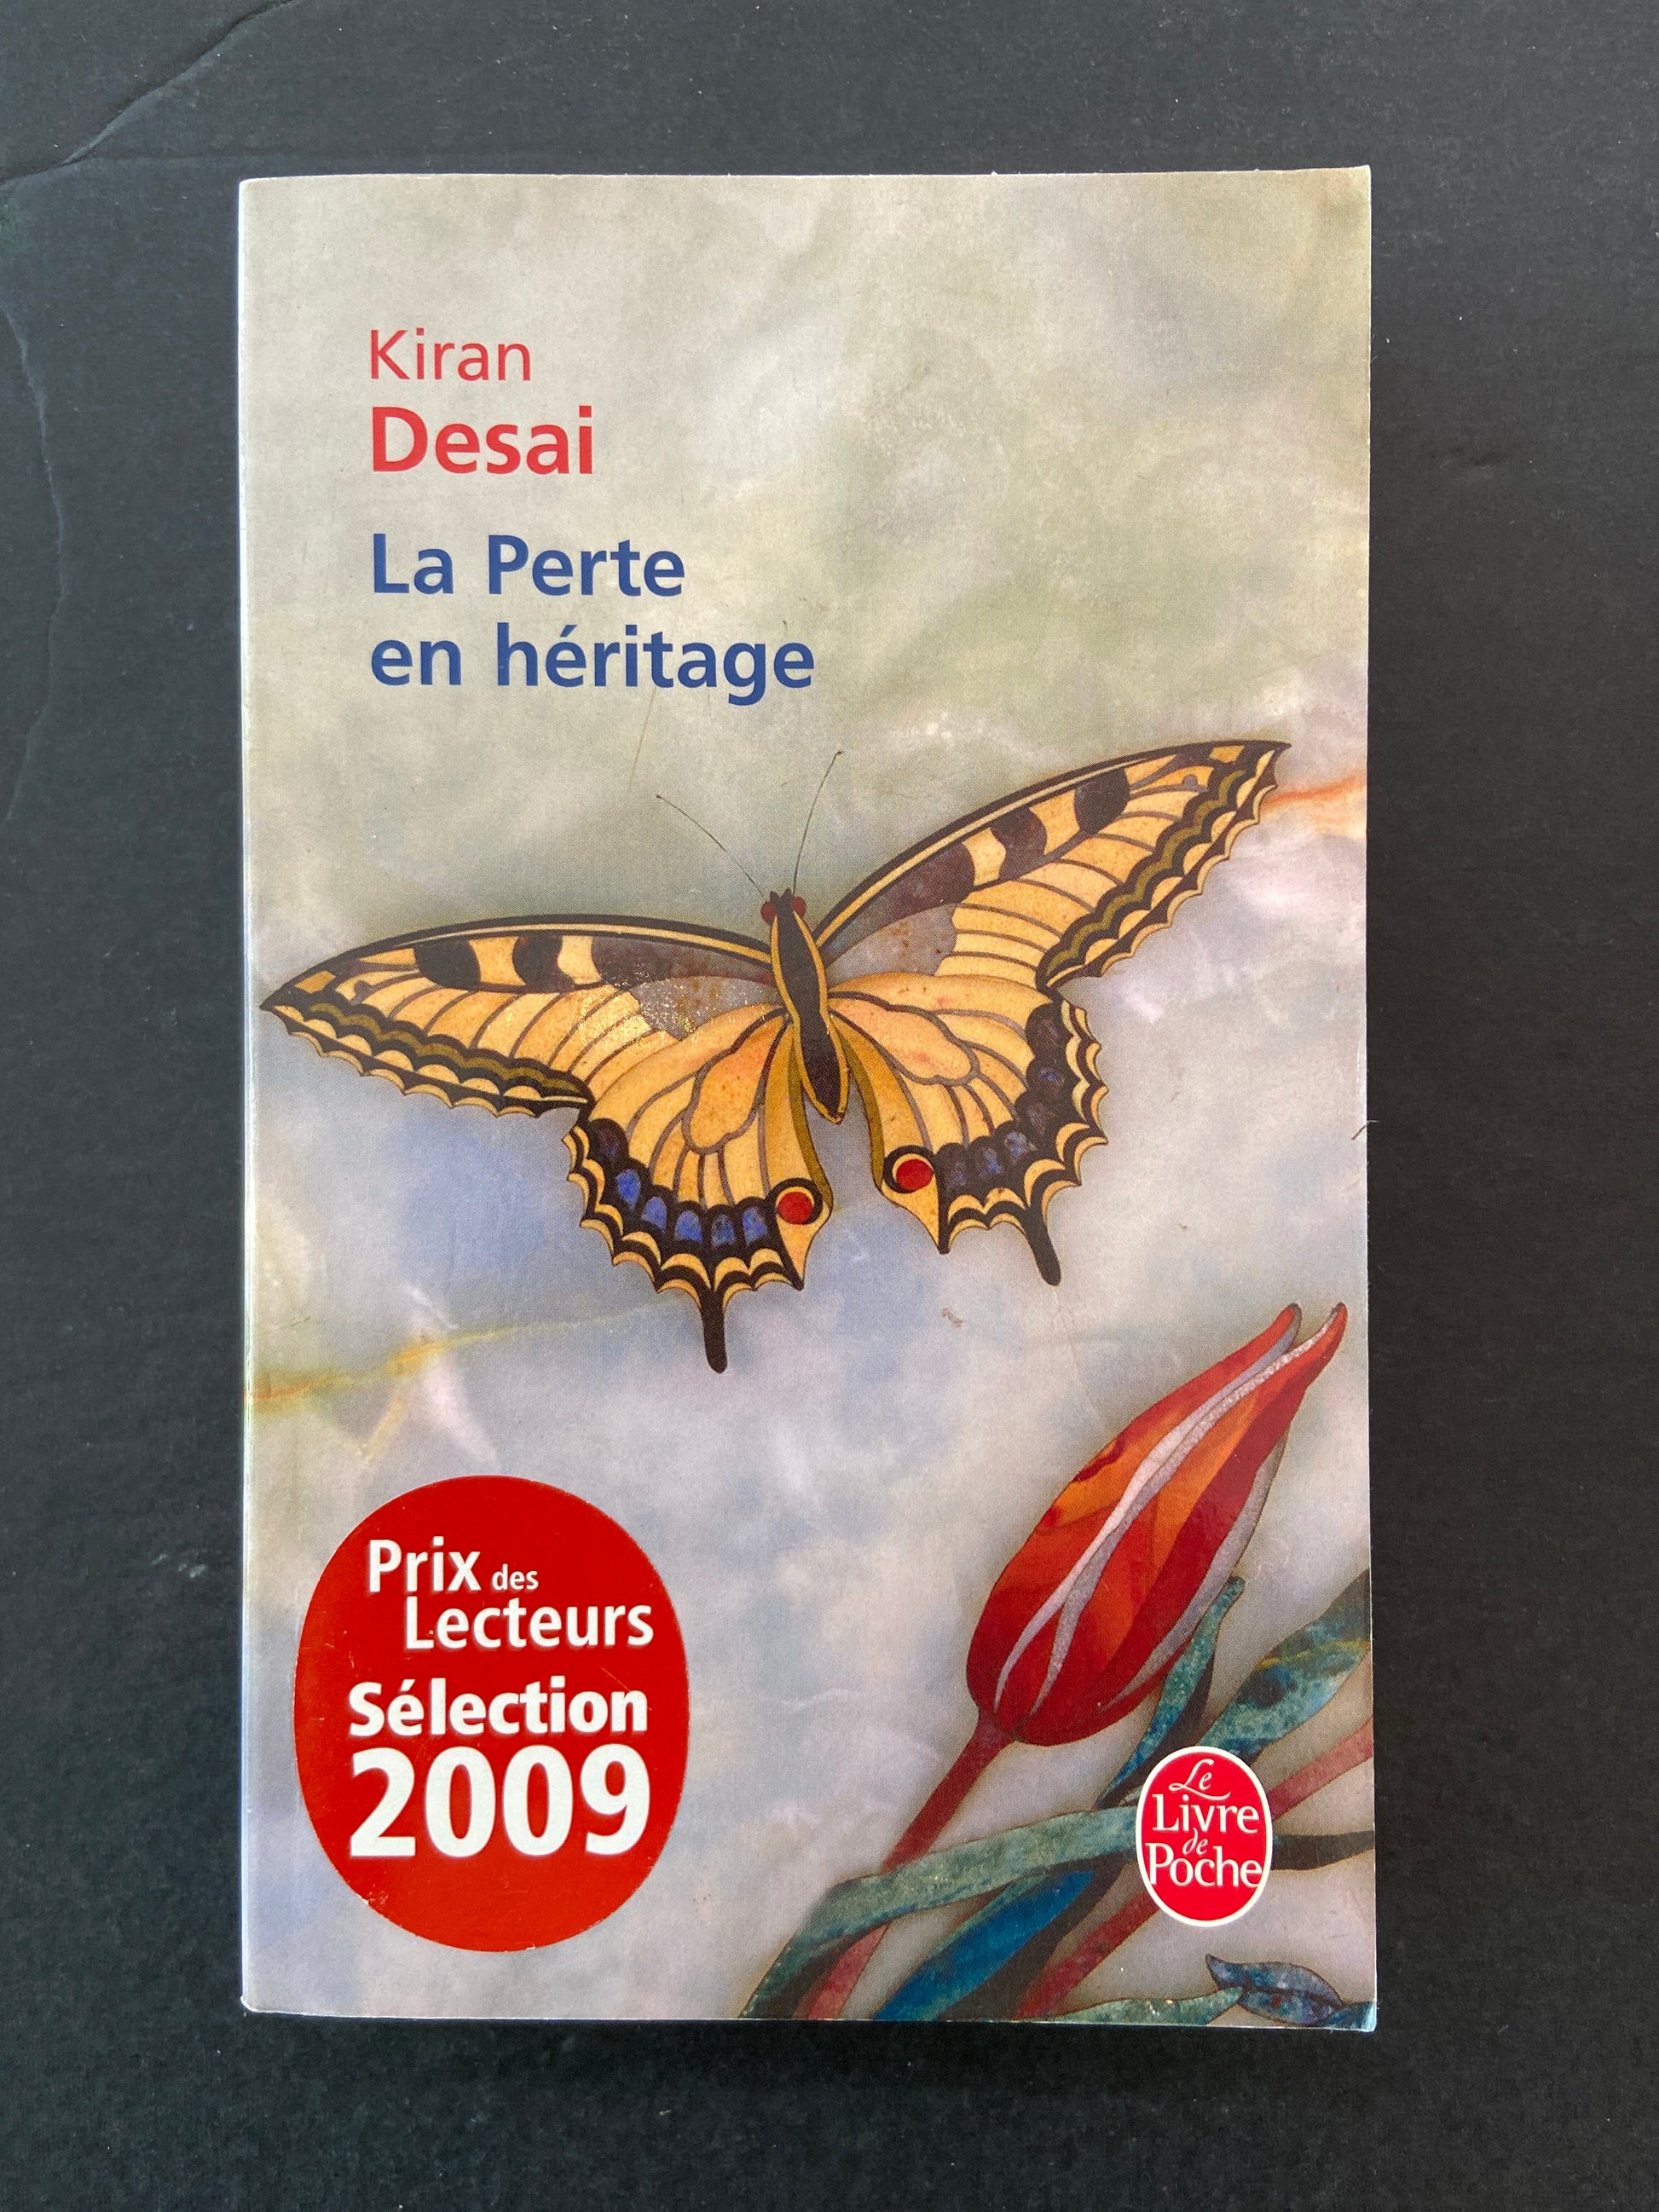 Kiran
Desai
La Perte
en héritage
Prix des
Lecteurs
Sélection
2009
Le
Livre
de
Poche